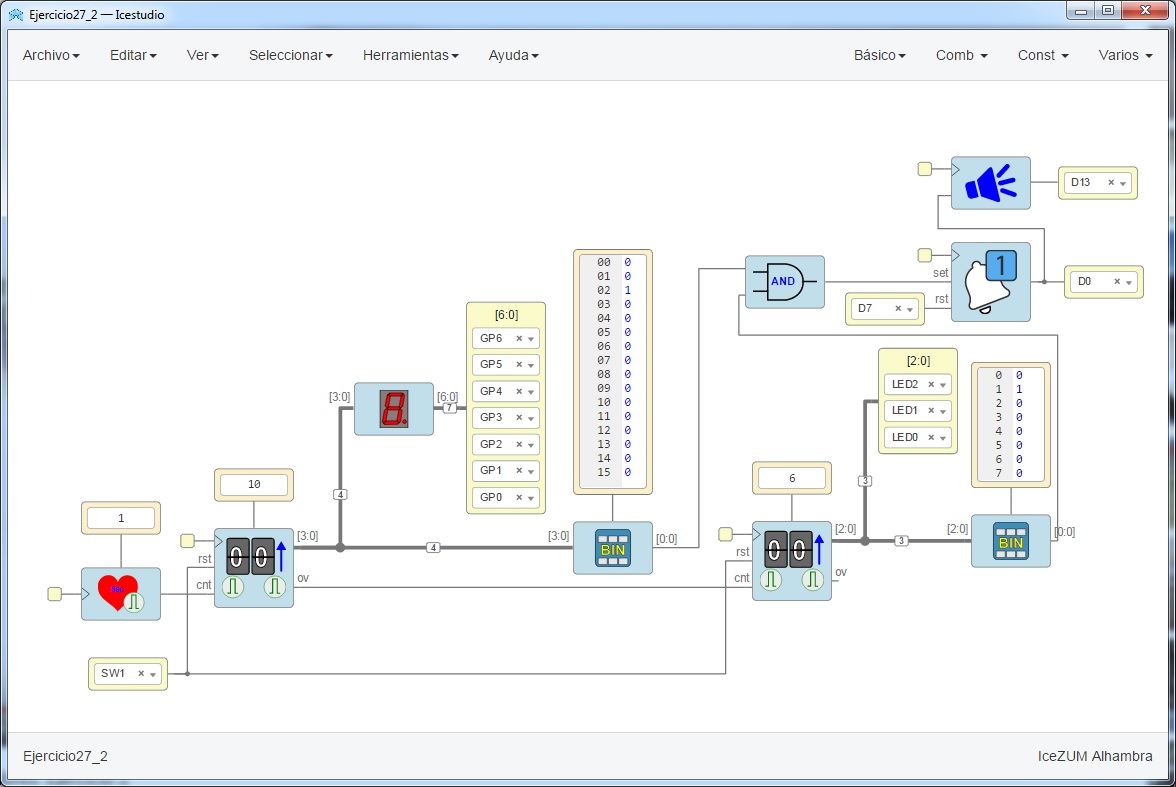 Ejercicio27_2 — Icestudio
Archivo Editar Ver Seleccionar Herramientas Ayuda Básico Comb Const Varios
D13
1
set
D0
rst
D7
AND
00 0
01 0
02 1
03 0
04 0
05 0
06 0
07 0
08 0
09 0
10 0
11 0
12 0
13 0
14 0
15 0
[6:0]
GP6
GP5
GP4
GP3
GP2
GP1
GP0
[3:0]
8.
[6:0]
7
4
[2:0]
LED2
LED1
LED0
0 0
1 1
2 0
3 0
4 0
5 0
6 0
7 0
3
10
6
1
rst
cnt
00
[3:0]
ov
4
[3:0]
BIN
[0:0]
rst
cnt
00
[2:0]
ov
3
[2:0]
BIN
[0:0]
Sec
SW1
Ejercicio27_2
IceZUM Alhambra